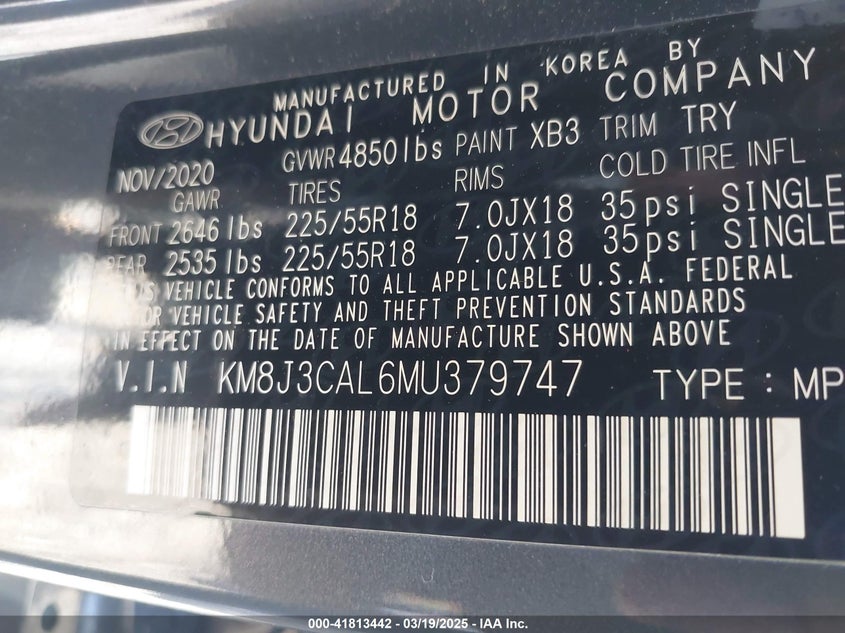 MANUFACTURED IN KOREA BY
HYUNDAI MOTOR COMPANY
NOV/2020 GVWR 4850 lbs PAINT XB3 TRIM TRY
GAWR TIRES RIMS COLD TIRE INFL
FRONT 2646 lbs 225/55R18 7.0JX18 35psi SINGLE
REAR 2535 lbs 225/55R18 7.0JX18 35psi SINGLE
THIS VEHICLE CONFORMS TO ALL APPLICABLE U.S.A. FEDERAL
MOTOR VEHICLE SAFETY AND THEFT PREVENTION STANDARDS
IN EFFECT ON THE DATE OF MANUFACTURE SHOWN ABOVE
V.I.N KM8J3CAL6MU379747 TYPE : MP
000-41813442 - 03/19/2025 - IAA Inc.